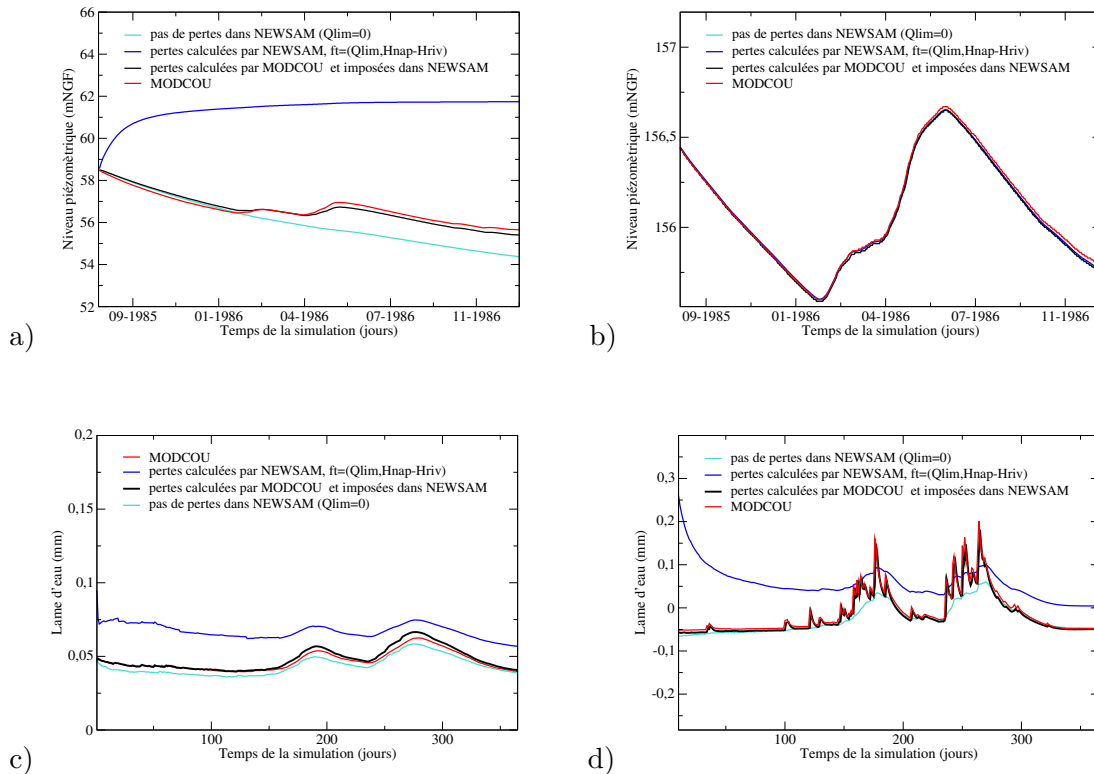 66
64
62
60
58
56
54
52
Niveau piézomètrique (mNGF)
pas de pertes dans NEWSAM (Qlim=0)
pertes calculées par NEWSAM, ft=(Qlim,Hnap-Hriv)
pertes calculées par MODCOU et imposées dans NEWSAM
MODCOU
09-1985 01-1986 04-1986 07-1986 11-1986
Temps de la simulation (jours)
a)
157
156,5
156
Niveau piézomètrique (mNGF)
pas de pertes dans NEWSAM (Qlim=0)
pertes calculées par NEWSAM, ft=(Qlim,Hnap-Hriv)
pertes calculées par MODCOU et imposées dans NEWSAM
MODCOU
09-1985 01-1986 04-1986 07-1986 11-1986
Temps de la simulation (jours)
b)
0,2
0,15
0,1
0,05
0
Lame d'eau (mm)
MODCOU
pertes calculées par NEWSAM, ft=(Qlim,Hnap-Hriv)
pertes calculées par MODCOU et imposées dans NEWSAM
pas de pertes dans NEWSAM (Qlim=0)
100 200 300
Temps de la simulation (jours)
c)
0,3
0,2
0,1
0
-0,1
-0,2
Lame d'eau (mm)
pas de pertes dans NEWSAM (Qlim=0)
pertes calculées par NEWSAM, ft=(Qlim,Hnap-Hriv)
pertes calculées par MODCOU et imposées dans NEWSAM
MODCOU
100 200 300
Temps de la simulation (jours)
d)